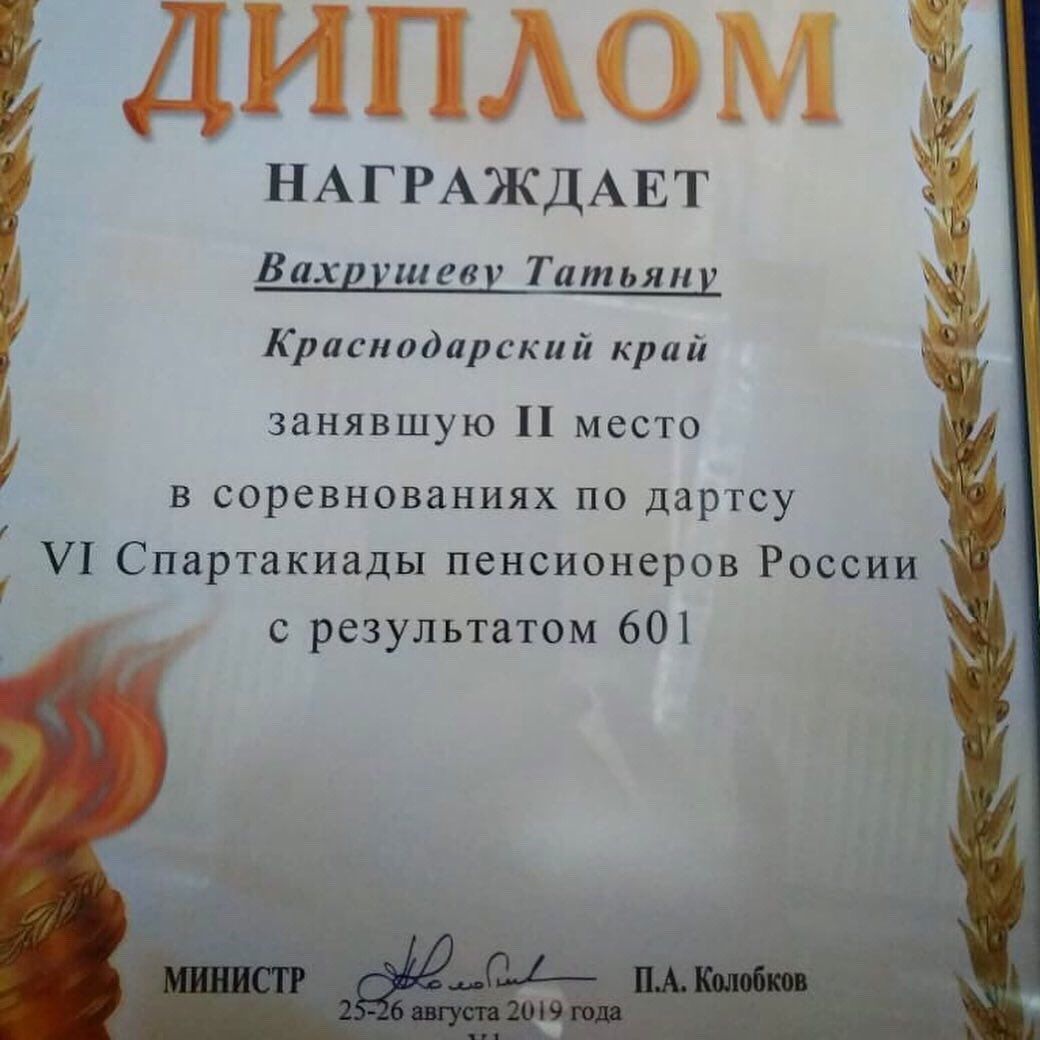 ДИПЛОМ
НАГРАЖДАЕТ
Вахрушеву Татьяну
Краснодарский край
занявшую II место
в соревнованиях по дартсу
VI Спартакиады пенсионеров России
с результатом 601
МИНИСТР П.А. Колобков
25-26 августа 2019 года